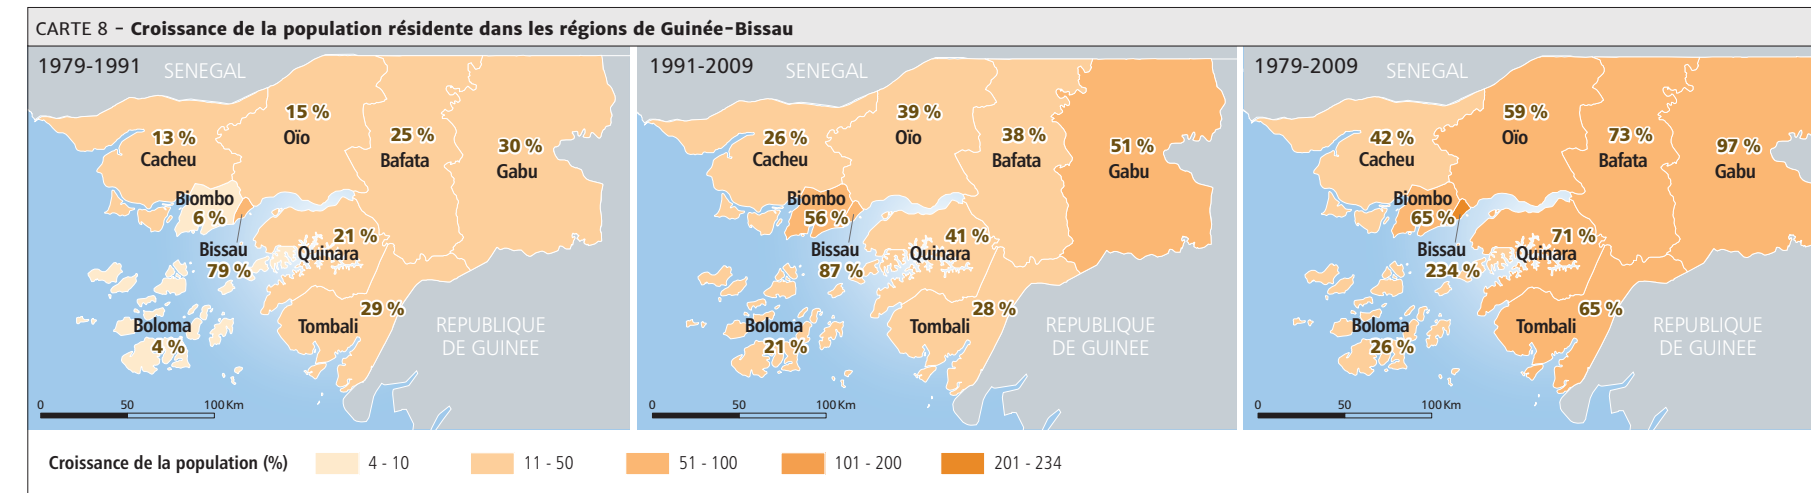 CARTE 8 – Croissance de la population résidente dans les régions de Guinée-Bissau
1979-1991
SENEGAL
15 %
Oïo
13 %
Cacheu
25 %
Bafata
30 %
Gabu
Biombo
6 %
21 %
Quinara
Bissau
79 %
29 %
Tombali
Boloma
4 %
REPUBLIQUE
DE GUINEE
0 50 100 Km
1991-2009
SENEGAL
39 %
Oïo
26 %
Cacheu
38 %
Bafata
51 %
Gabu
Biombo
56 %
41 %
Quinara
Bissau
87 %
28 %
Tombali
Boloma
21 %
REPUBLIQUE
DE GUINEE
0 50 100 Km
1979-2009
SENEGAL
59 %
Oïo
42 %
Cacheu
73 %
Bafata
97 %
Gabu
Biombo
65 %
71 %
Quinara
Bissau
234 %
65 %
Tombali
Boloma
26 %
REPUBLIQUE
DE GUINEE
0 50 100 Km
Croissance de la population (%) 4 - 10 11 - 50 51 - 100 101 - 200 201 - 234